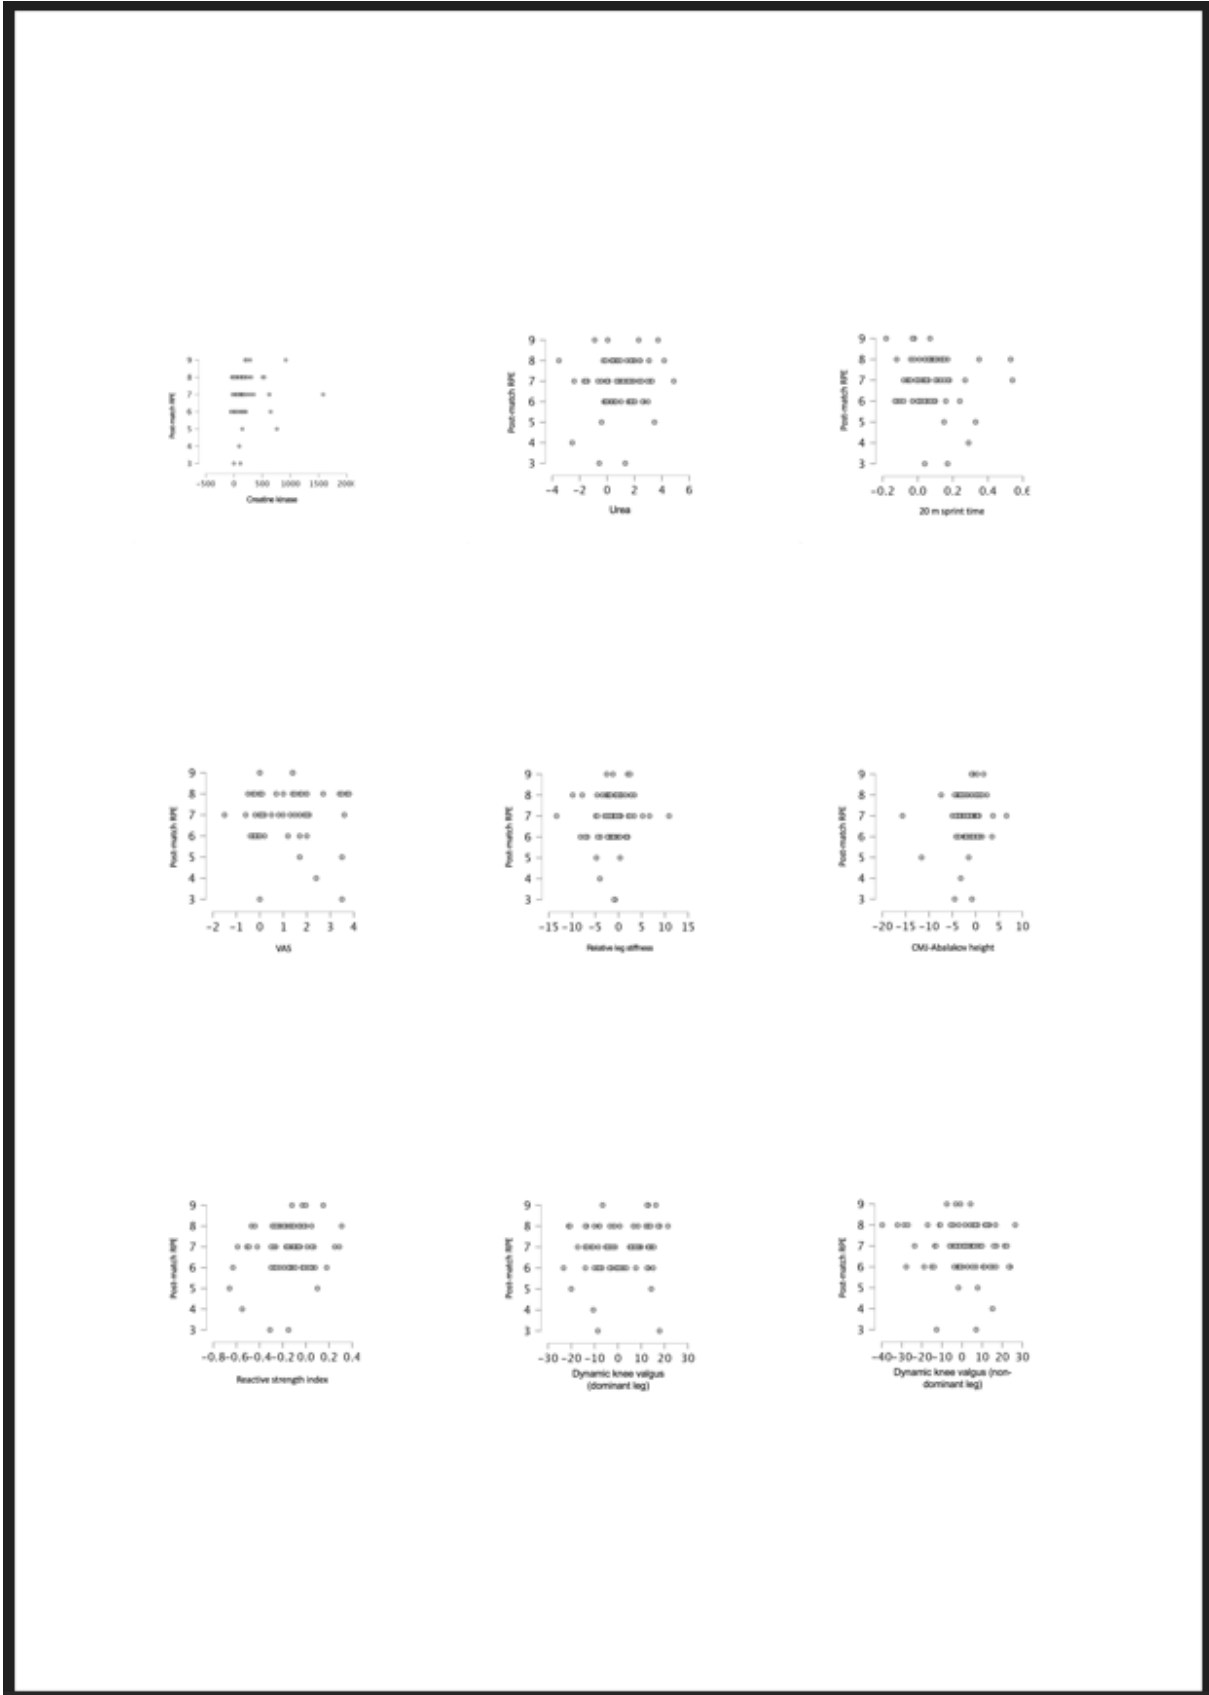 9
8
7
6
5
4
3
Post-match RPE
-500 0 500 1000 1500 200
Creatine kinase
9
8
7
6
5
4
3
Post-match RPE
-4 -2 0 2 4 6
Urea
9
8
7
6
5
4
3
Post-match RPE
-0.2 0.0 0.2 0.4 0.6
20 m sprint time
9
8
7
6
5
4
3
Post-match RPE
-2 -1 0 1 2 3 4
VAS
9
8
7
6
5
4
3
Post-match RPE
-15 -10 -5 0 5 10 15
Relative leg stiffness
9
8
7
6
5
4
3
Post-match RPE
-20 -15 -10 -5 0 5 10
CMJ-Abalakov height
9
8
7
6
5
4
3
Post-match RPE
-0.8-0.6-0.4-0.2 0.0 0.2 0.4
Reactive strength index
9
8
7
6
5
4
3
Post-match RPE
-30 -20 -10 0 10 20 30
Dynamic knee valgus
(dominant leg)
9
8
7
6
5
4
3
Post-match RPE
-40-30-20-10 0 10 20 30
Dynamic knee valgus (non-
dominant leg)